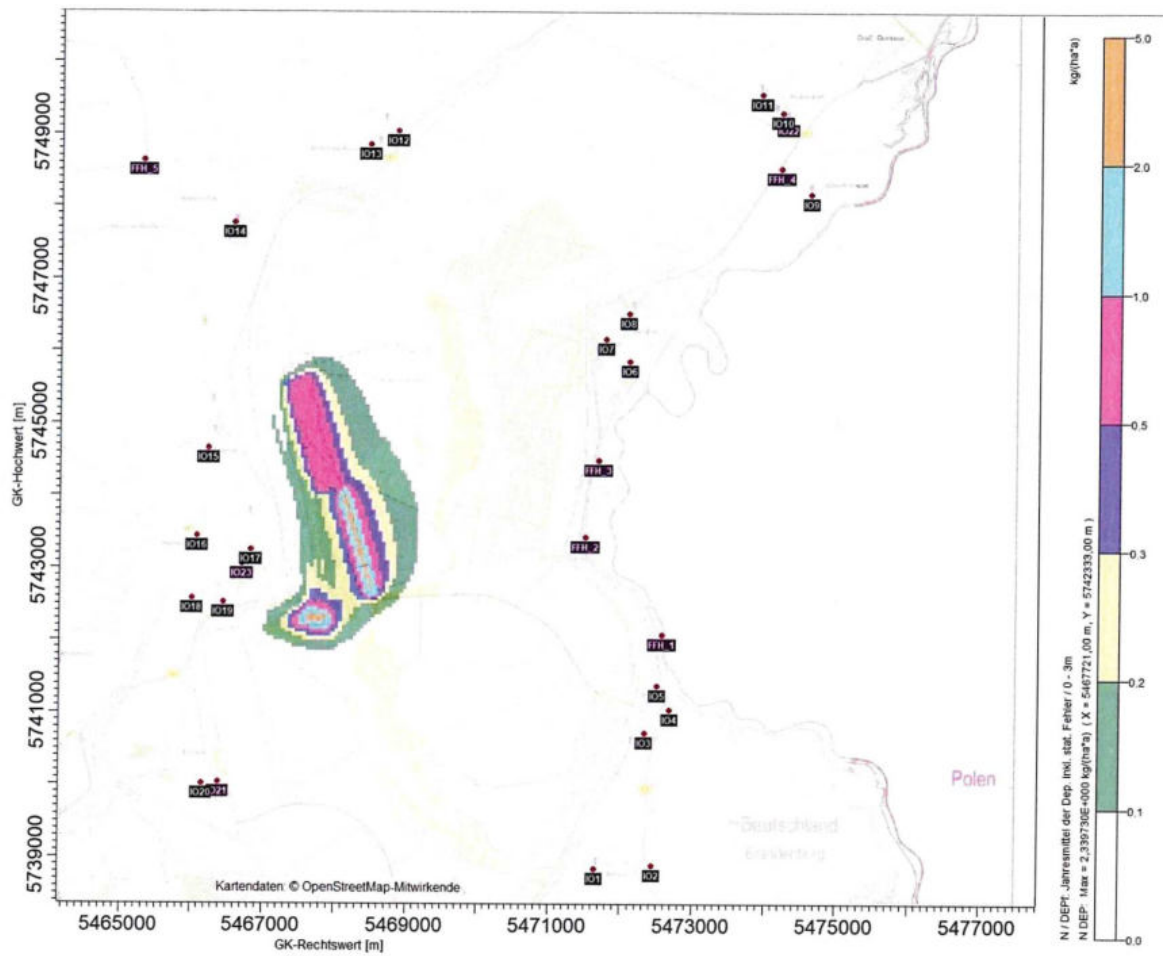 kg/(ha*a)
5.0
2.0
1.0
0.5
0.3
0.2
0.1
0.0
N / DEPt: Jahresmittel der Dep. Inkl. stat. Fehler / 0 - 3m
N DEP: Max = 2,339730E+000 kg/(ha*a) ( X = 5467721,00 m, Y = 5742333,00 m )
GK-Hochwert [m]
5749000
5747000
5745000
5743000
5741000
5739000
IO11
IO10
IO22
IO12
IO13
FFH_5
FFH_4
IO9
IO14
IO8
IO7
IO6
IO15
FFH_3
IO16
FFH_2
IO17
IO23
IO18
IO19
FFH_1
IO5
IO4
IO3
IO20
IO21
Polen
Deutschland
Brandenburg
IO1
IO2
Kartendaten: © OpenStreetMap-Mitwirkende
5465000 5467000 5469000 5471000 5473000 5475000 5477000
GK-Rechtswert [m]